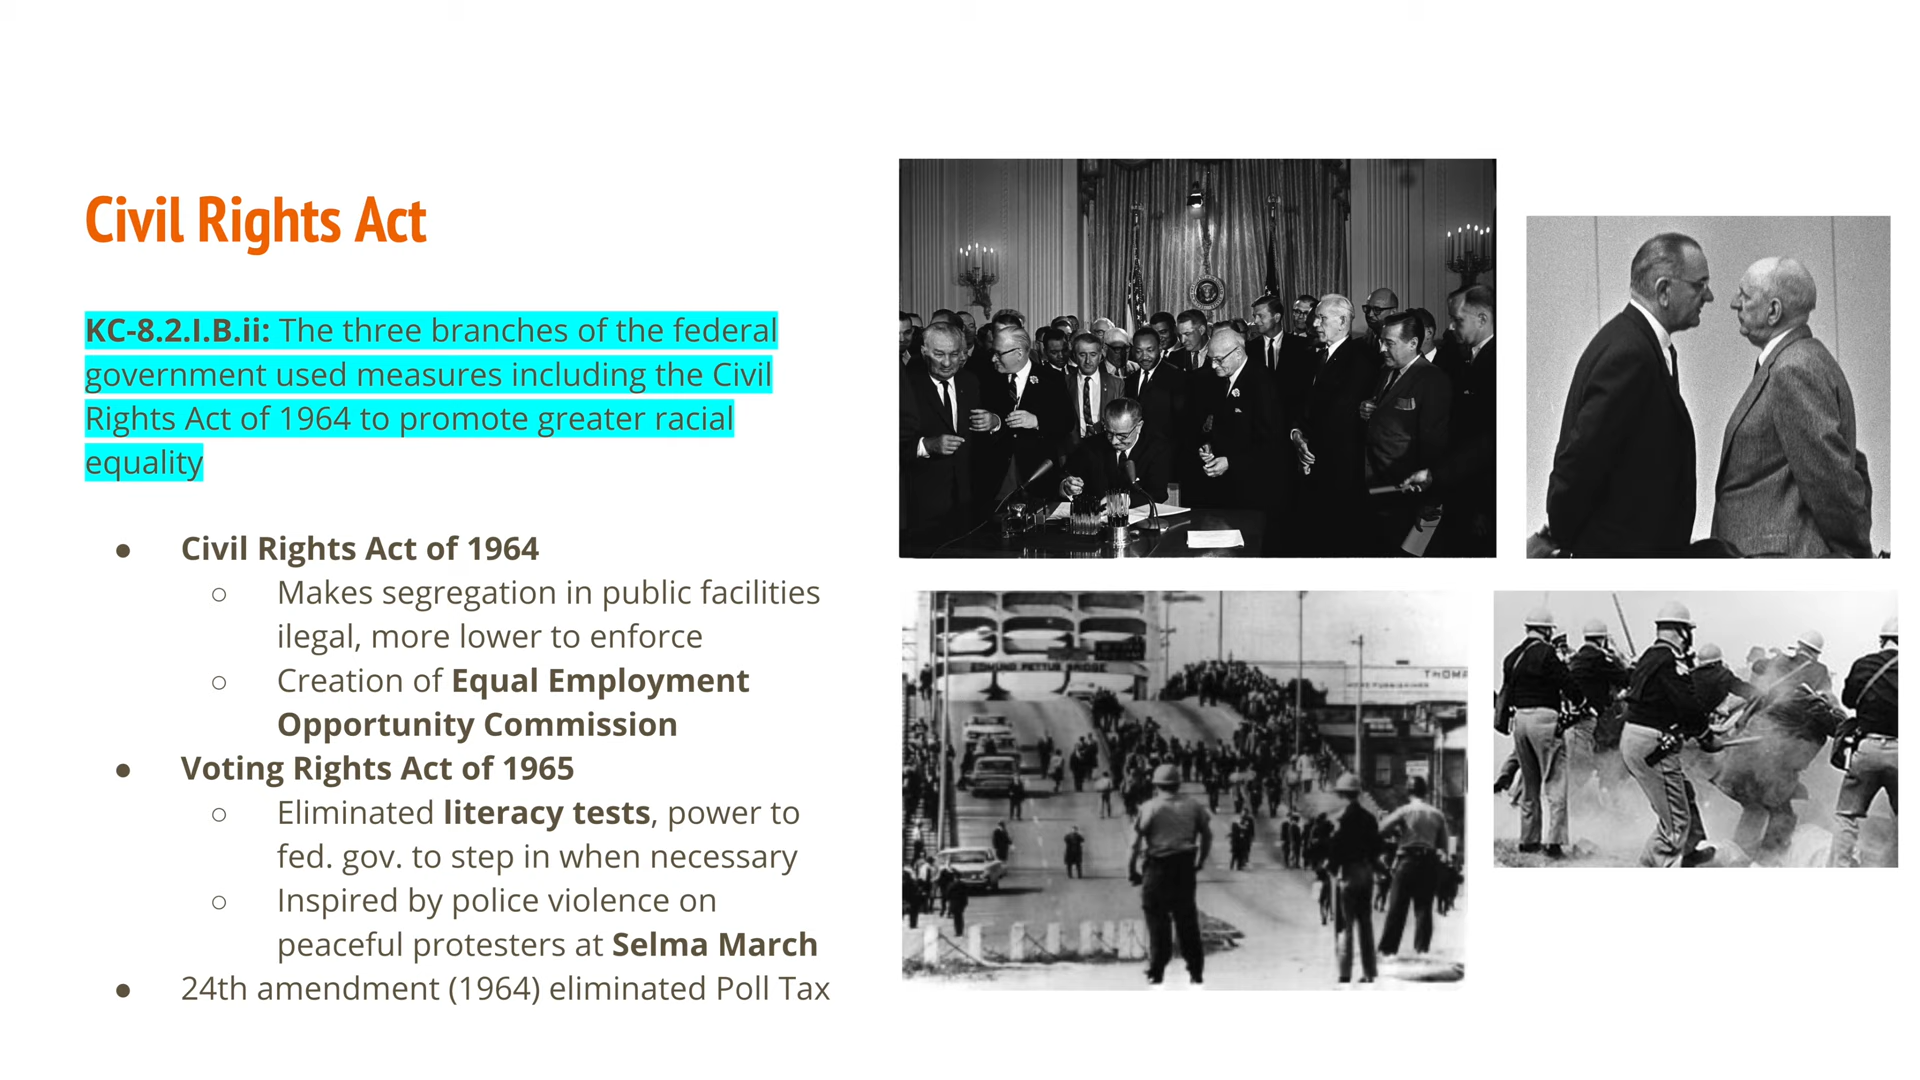 Civil Rights Act
KC-8.2.I.B.ii: The three branches of the federal
government used measures including the Civil
Rights Act of 1964 to promote greater racial
equality
● Civil Rights Act of 1964
○ Makes segregation in public facilities
ilegal, more lower to enforce
○ Creation of Equal Employment
Opportunity Commission
● Voting Rights Act of 1965
○ Eliminated literacy tests, power to
fed. gov. to step in when necessary
○ Inspired by police violence on
peaceful protesters at Selma March
● 24th amendment (1964) eliminated Poll Tax
EDMUND PETTUS BRIDGE
THOM